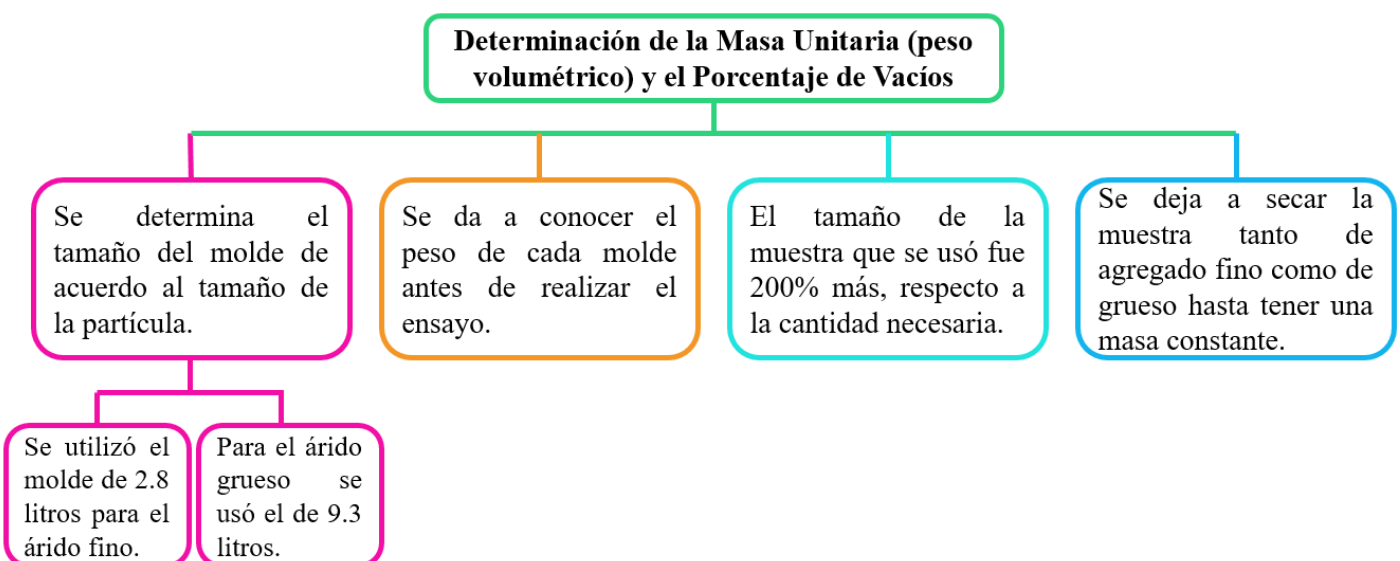 Determinación de la Masa Unitaria (peso
volumétrico) y el Porcentaje de Vacíos
Se determina el
tamaño del molde de
acuerdo al tamaño de
la partícula.
Se utilizó el
molde de 2.8
litros para el
árido fino.
Para el árido
grueso se
usó el de 9.3
litros.
Se da a conocer el
peso de cada molde
antes de realizar el
ensayo.
El tamaño de la
muestra que se usó fue
200% más, respecto a
la cantidad necesaria.
Se deja a secar la
muestra tanto de
agregado fino como de
grueso hasta tener una
masa constante.